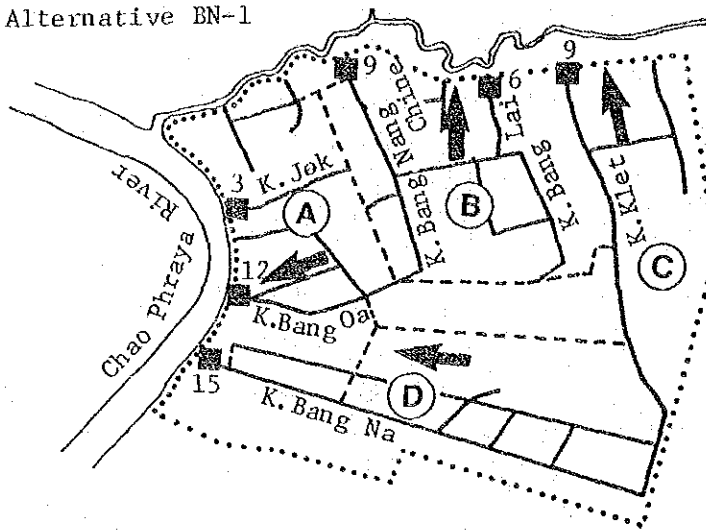 Alternative BN-1
9
6
9
K. Jok
K. Bang Nang Chine
K. Bang Lai
K. Klet
3
A
B
C
12
Chao Phraya River
K.Bang Oa
15
D
K. Bang Na